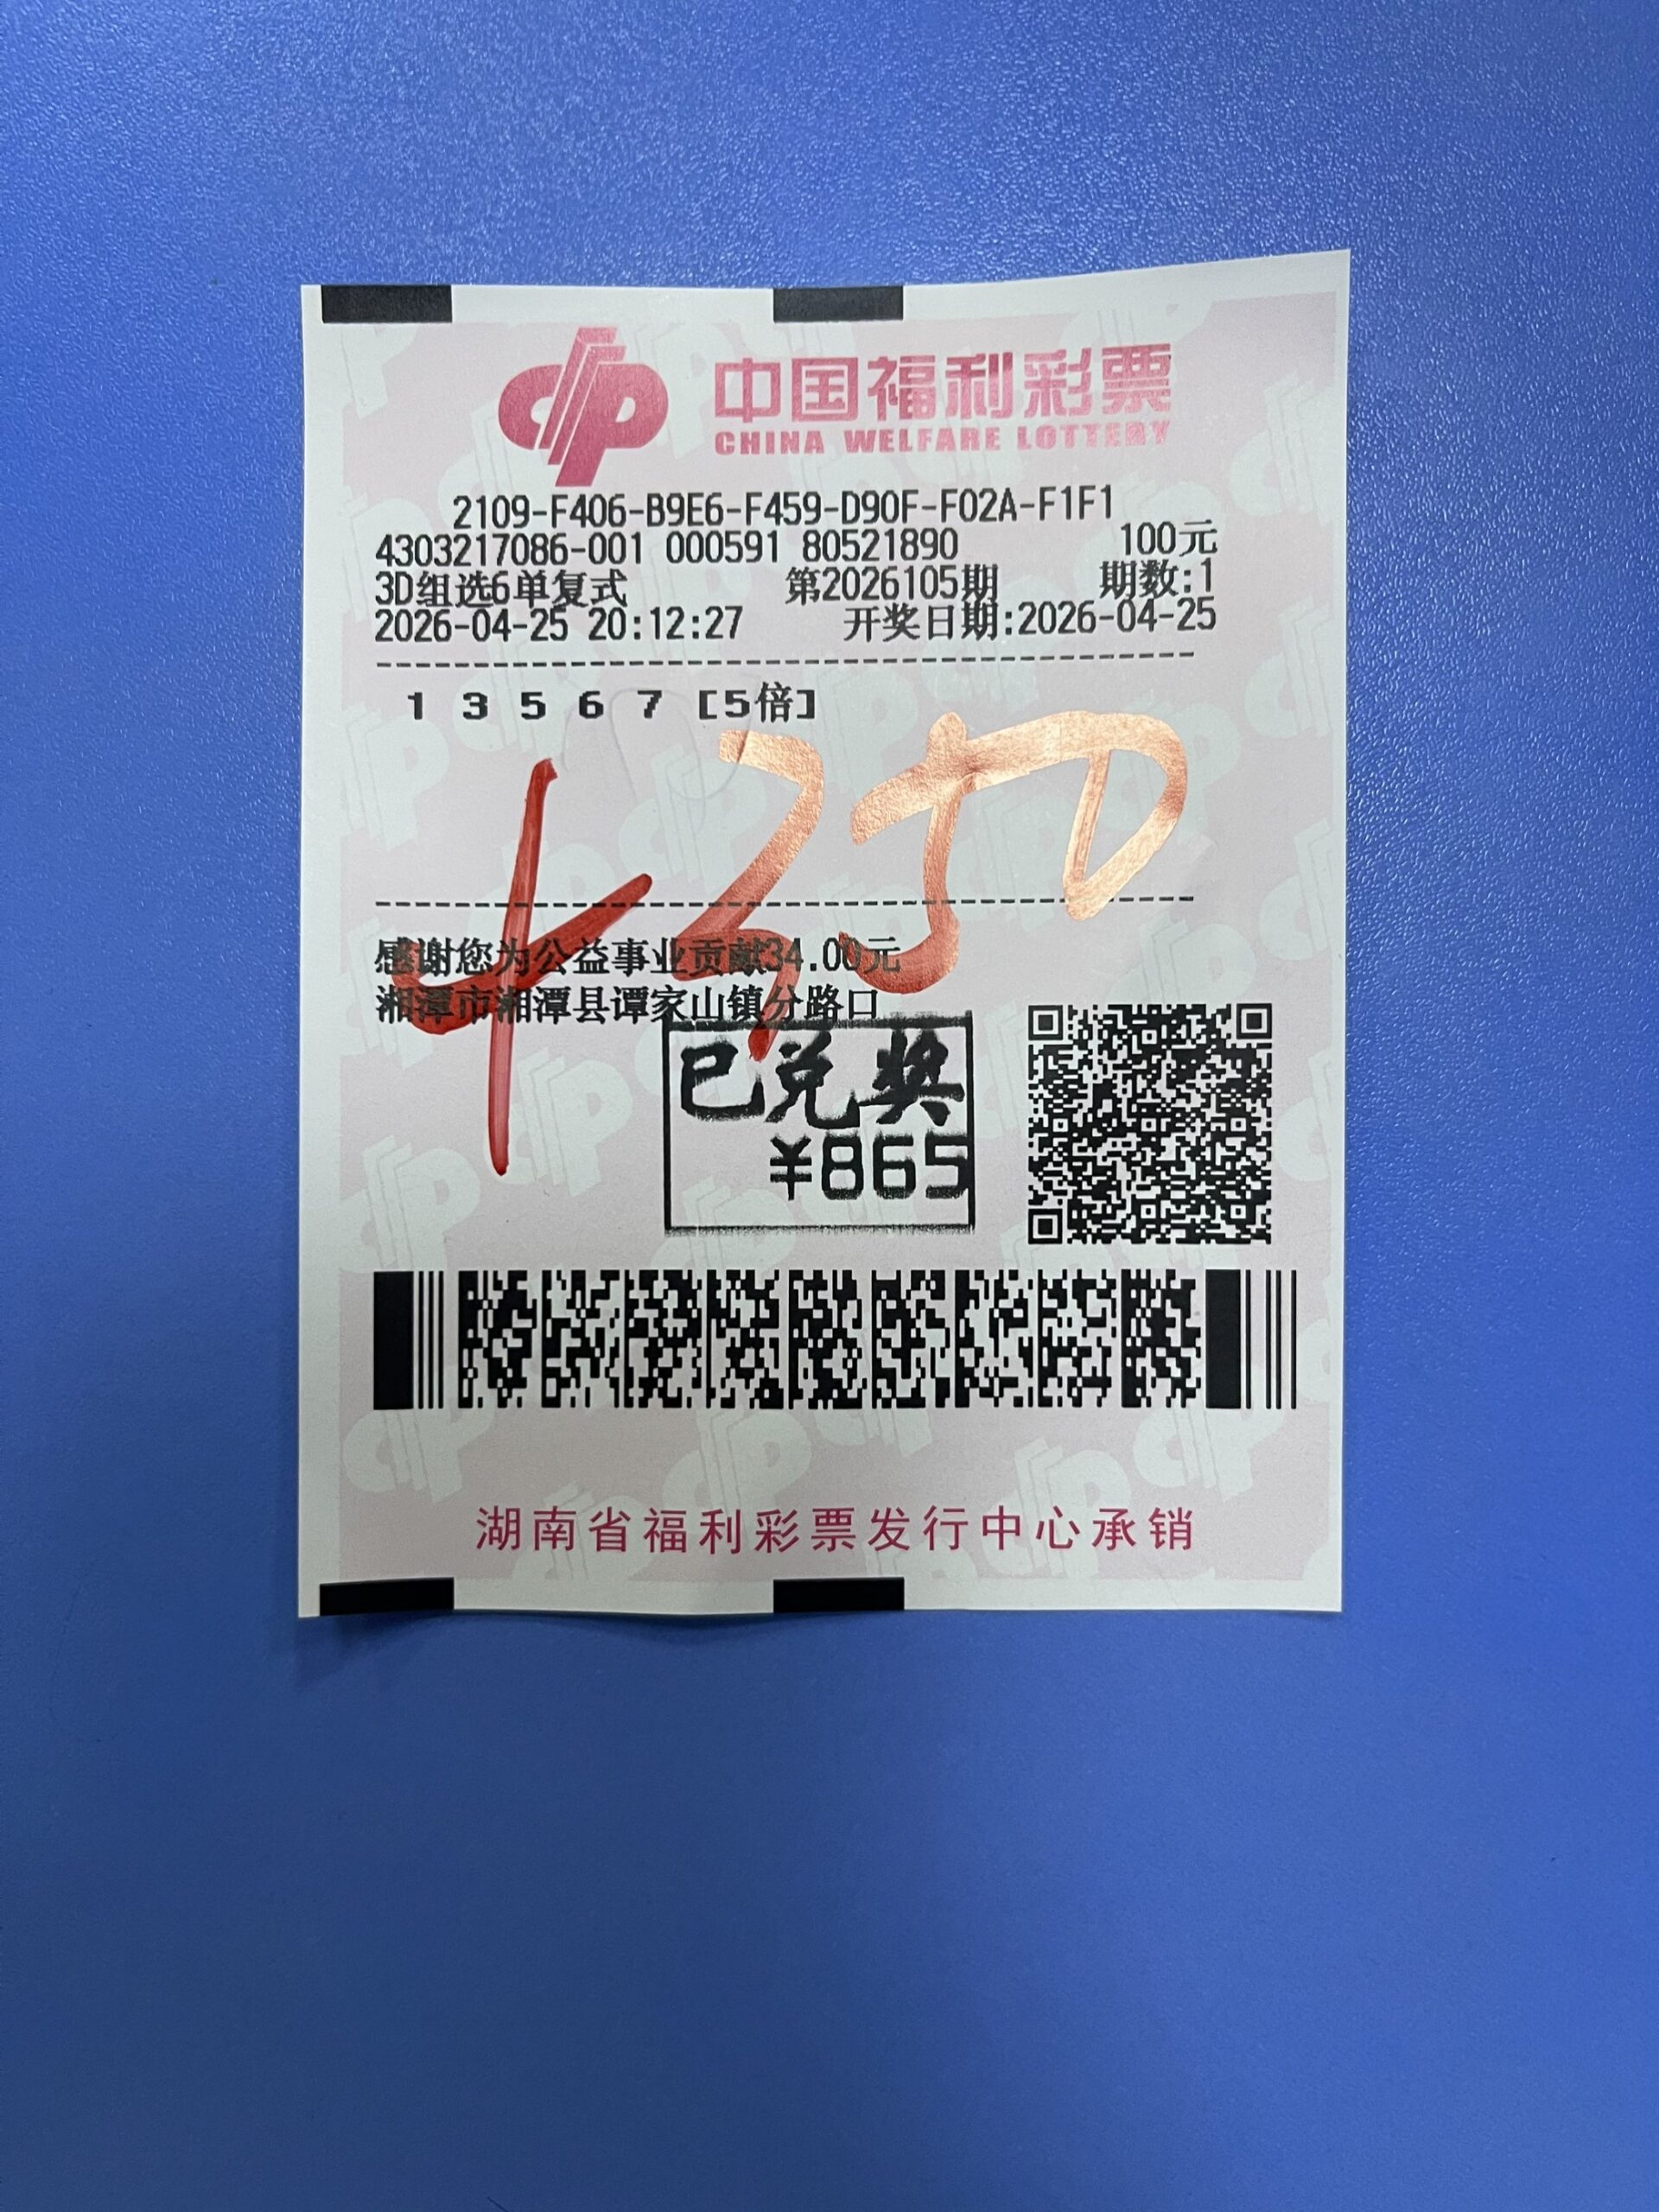 中国福利彩票
CHINA WELFARE LOTTERY
2109-F406-B9E6-F459-D90F-F02A-F1F1
4303217086-001 000591 80521890 100元
3D组选6单复式 第2026105期 期数:1
2026-04-25 20:12:27 开奖日期:2026-04-25
1 3 5 6 7 [5倍]
感谢您为公益事业贡献34.00元
湘潭市湘潭县谭家山镇分路口
已兑奖
¥865
湖南省福利彩票发行中心承销